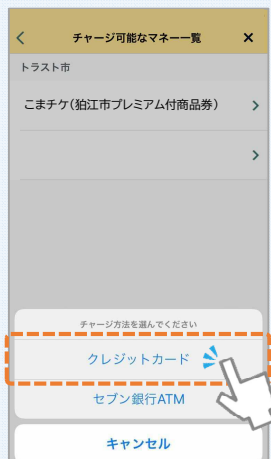 チャージ可能なマネー一覧
トラスト市
こまチケ(狛江市プレミアム付商品券)
チャージ方法を選んでください
クレジットカード
セブン銀行ATM
キャンセル